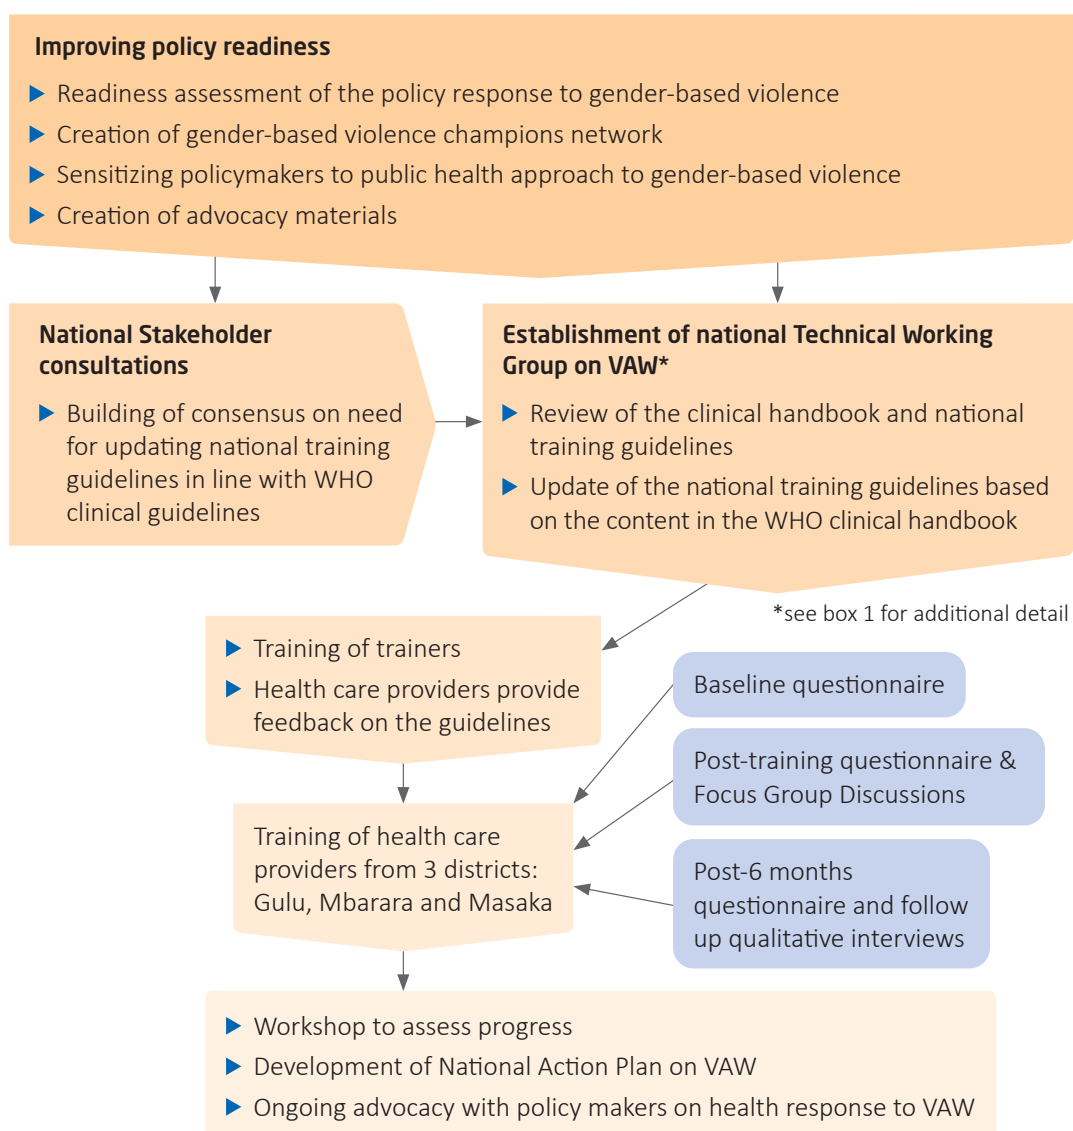 Improving policy readiness
Readiness assessment of the policy response to gender-based violence
Creation of gender-based violence champions network
Sensitizing policymakers to public health approach to gender-based violence
Creation of advocacy materials
National Stakeholder
consultations
Building of consensus on need
for updating national training
guidelines in line with WHO
clinical guidelines
Establishment of national Technical Working
Group on VAW*
Review of the clinical handbook and national
training guidelines
Update of the national training guidelines based
on the content in the WHO clinical handbook
*see box 1 for additional detail
Training of trainers
Health care providers provide
feedback on the guidelines
Baseline questionnaire
Post-training questionnaire &
Focus Group Discussions
Training of health care
providers from 3 districts:
Gulu, Mbarara and Masaka
Post-6 months
questionnaire and follow
up qualitative interviews
Workshop to assess progress
Development of National Action Plan on VAW
Ongoing advocacy with policy makers on health response to VAW